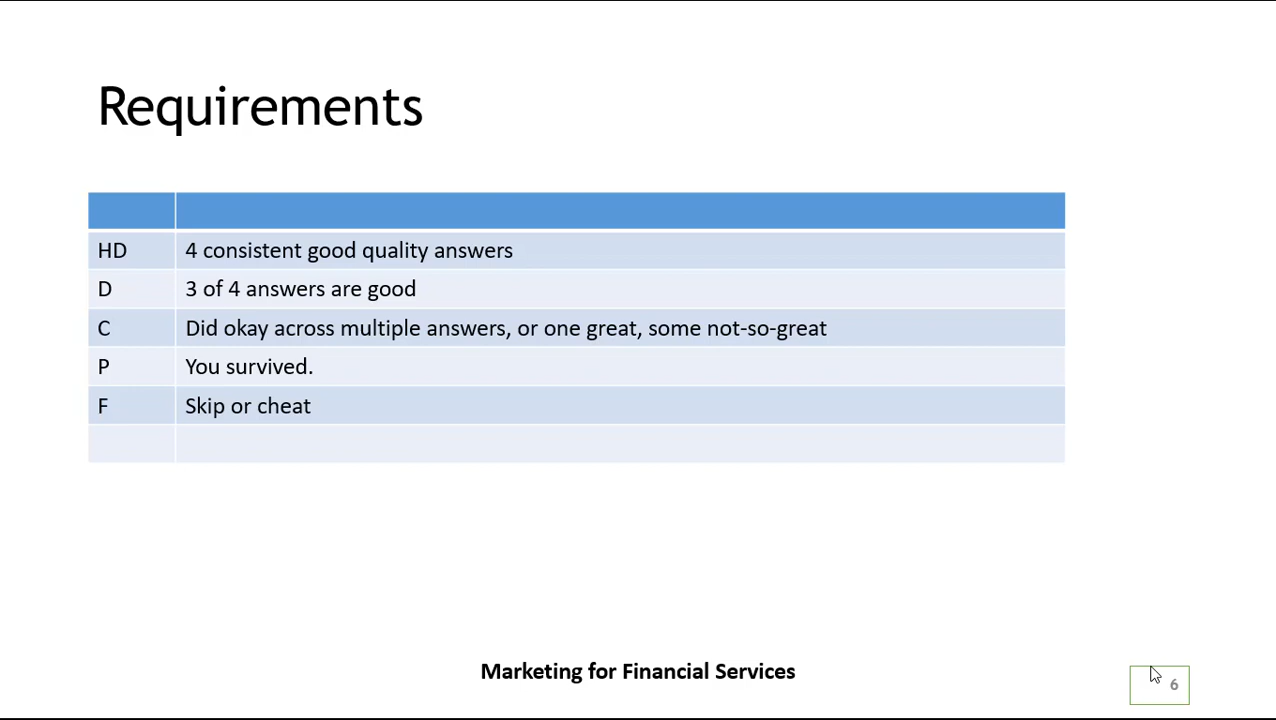 Requirements
HD 4 consistent good quality answers
D 3 of 4 answers are good
C Did okay across multiple answers, or one great, some not-so-great
P You survived.
F Skip or cheat
Marketing for Financial Services
6